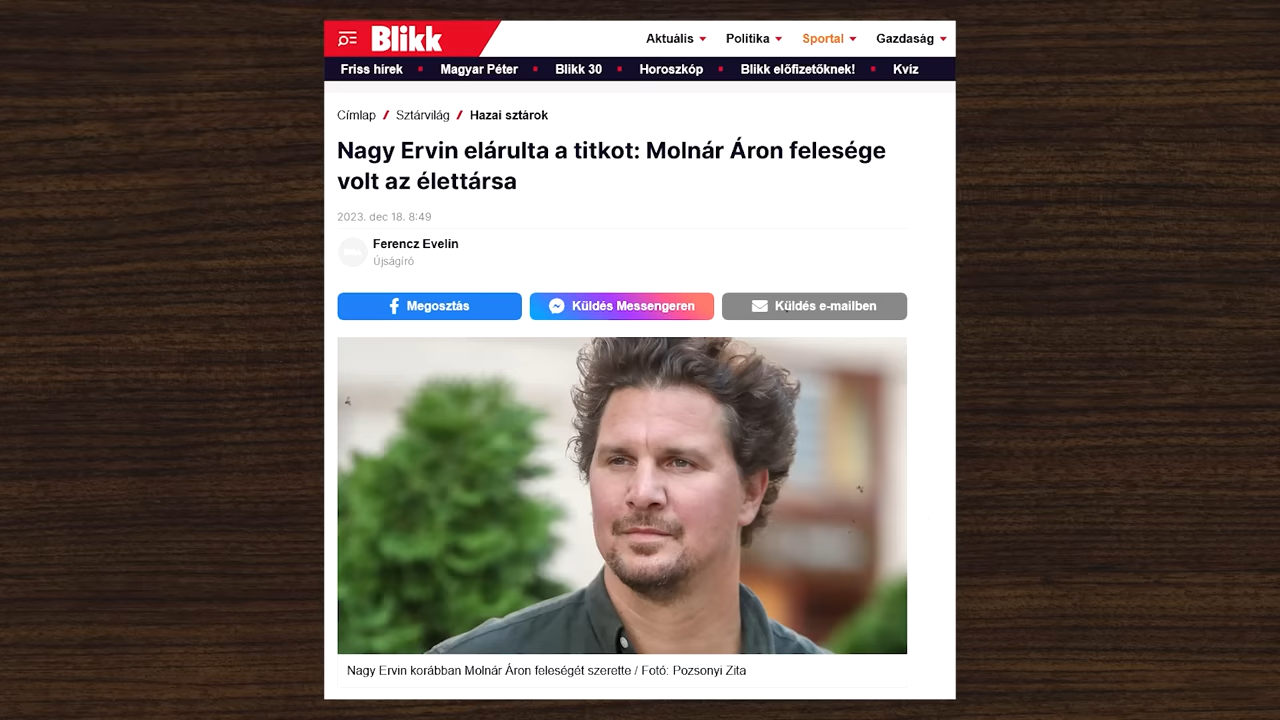 Blikk
Aktuális Politika Sportal Gazdaság
Friss hírek Magyar Péter Blikk 30 Horoszkóp Blikk előfizetőknek! Kvíz
Címlap / Sztárvilág / Hazai sztárok
Nagy Ervin elárulta a titkot: Molnár Áron felesége
volt az élettársa
2023. dec 18. 8:49
Ferencz Evelin
Újságíró
Megosztás Küldés Messengeren Küldés e-mailben
Nagy Ervin korábban Molnár Áron feleségét szerette / Fotó: Pozsonyi Zita